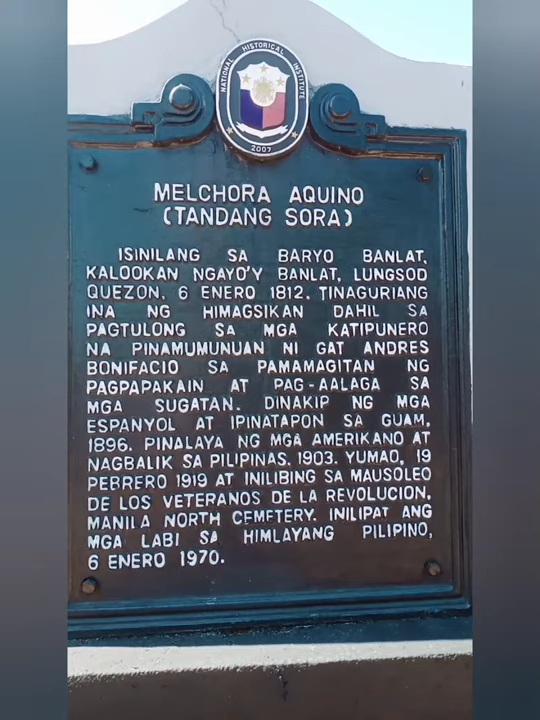 NATIONAL HISTORICAL INSTITUTE
2007
MELCHORA AQUINO
(TANDANG SORA)
ISINILANG SA BARYO BANLAT,
KALOOKAN NGAYO'Y BANLAT, LUNGSOD
QUEZON, 6 ENERO 1812. TINAGURIANG
INA NG HIMAGSIKAN DAHIL SA
PAGTULONG SA MGA KATIPUNERO
NA PINAMUMUNUAN NI GAT ANDRES
BONIFACIO SA PAMAMAGITAN NG
PAGPAPAKAIN AT PAG-AALAGA SA
MGA SUGATAN. DINAKIP NG MGA
ESPANYOL AT IPINATAPON SA GUAM,
1896. PINALAYA NG MGA AMERIKANO AT
NAGBALIK SA PILIPINAS, 1903. YUMAO, 19
PEBRERO 1919 AT INILIBING SA MAUSOLEO
DE LOS VETERANOS DE LA REVOLUCION,
MANILA NORTH CEMETERY. INILIPAT ANG
MGA LABI SA HIMLAYANG PILIPINO,
6 ENERO 1970.